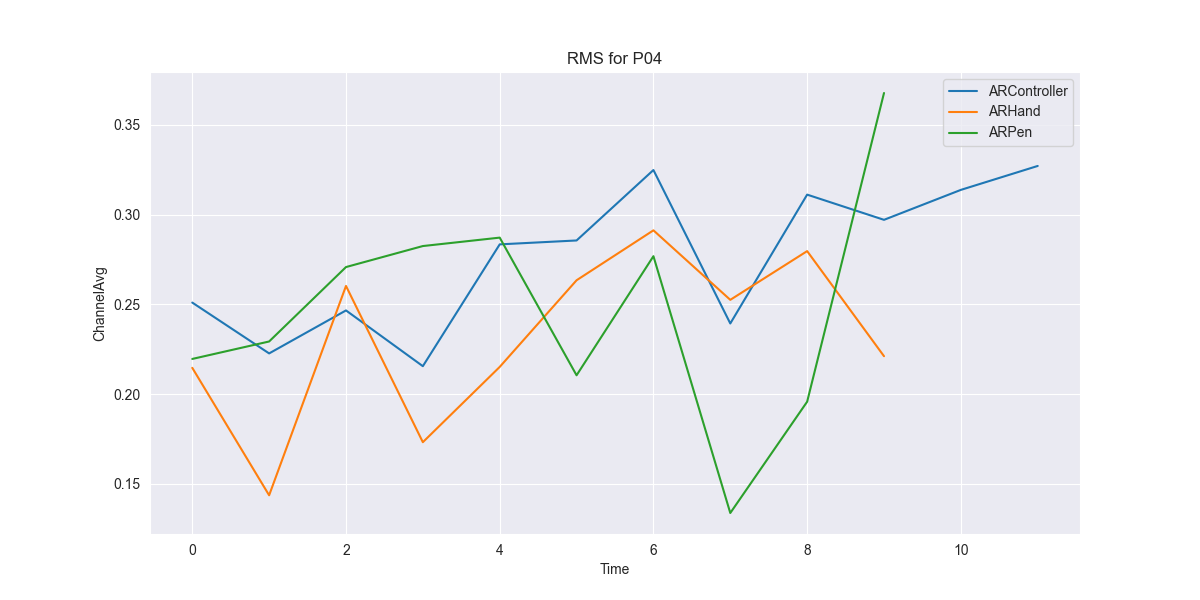 RMS for P04
ARController
ARHand
ARPen
0.35
0.30
0.25
0.20
0.15
ChannelAvg
0 2 4 6 8 10
Time